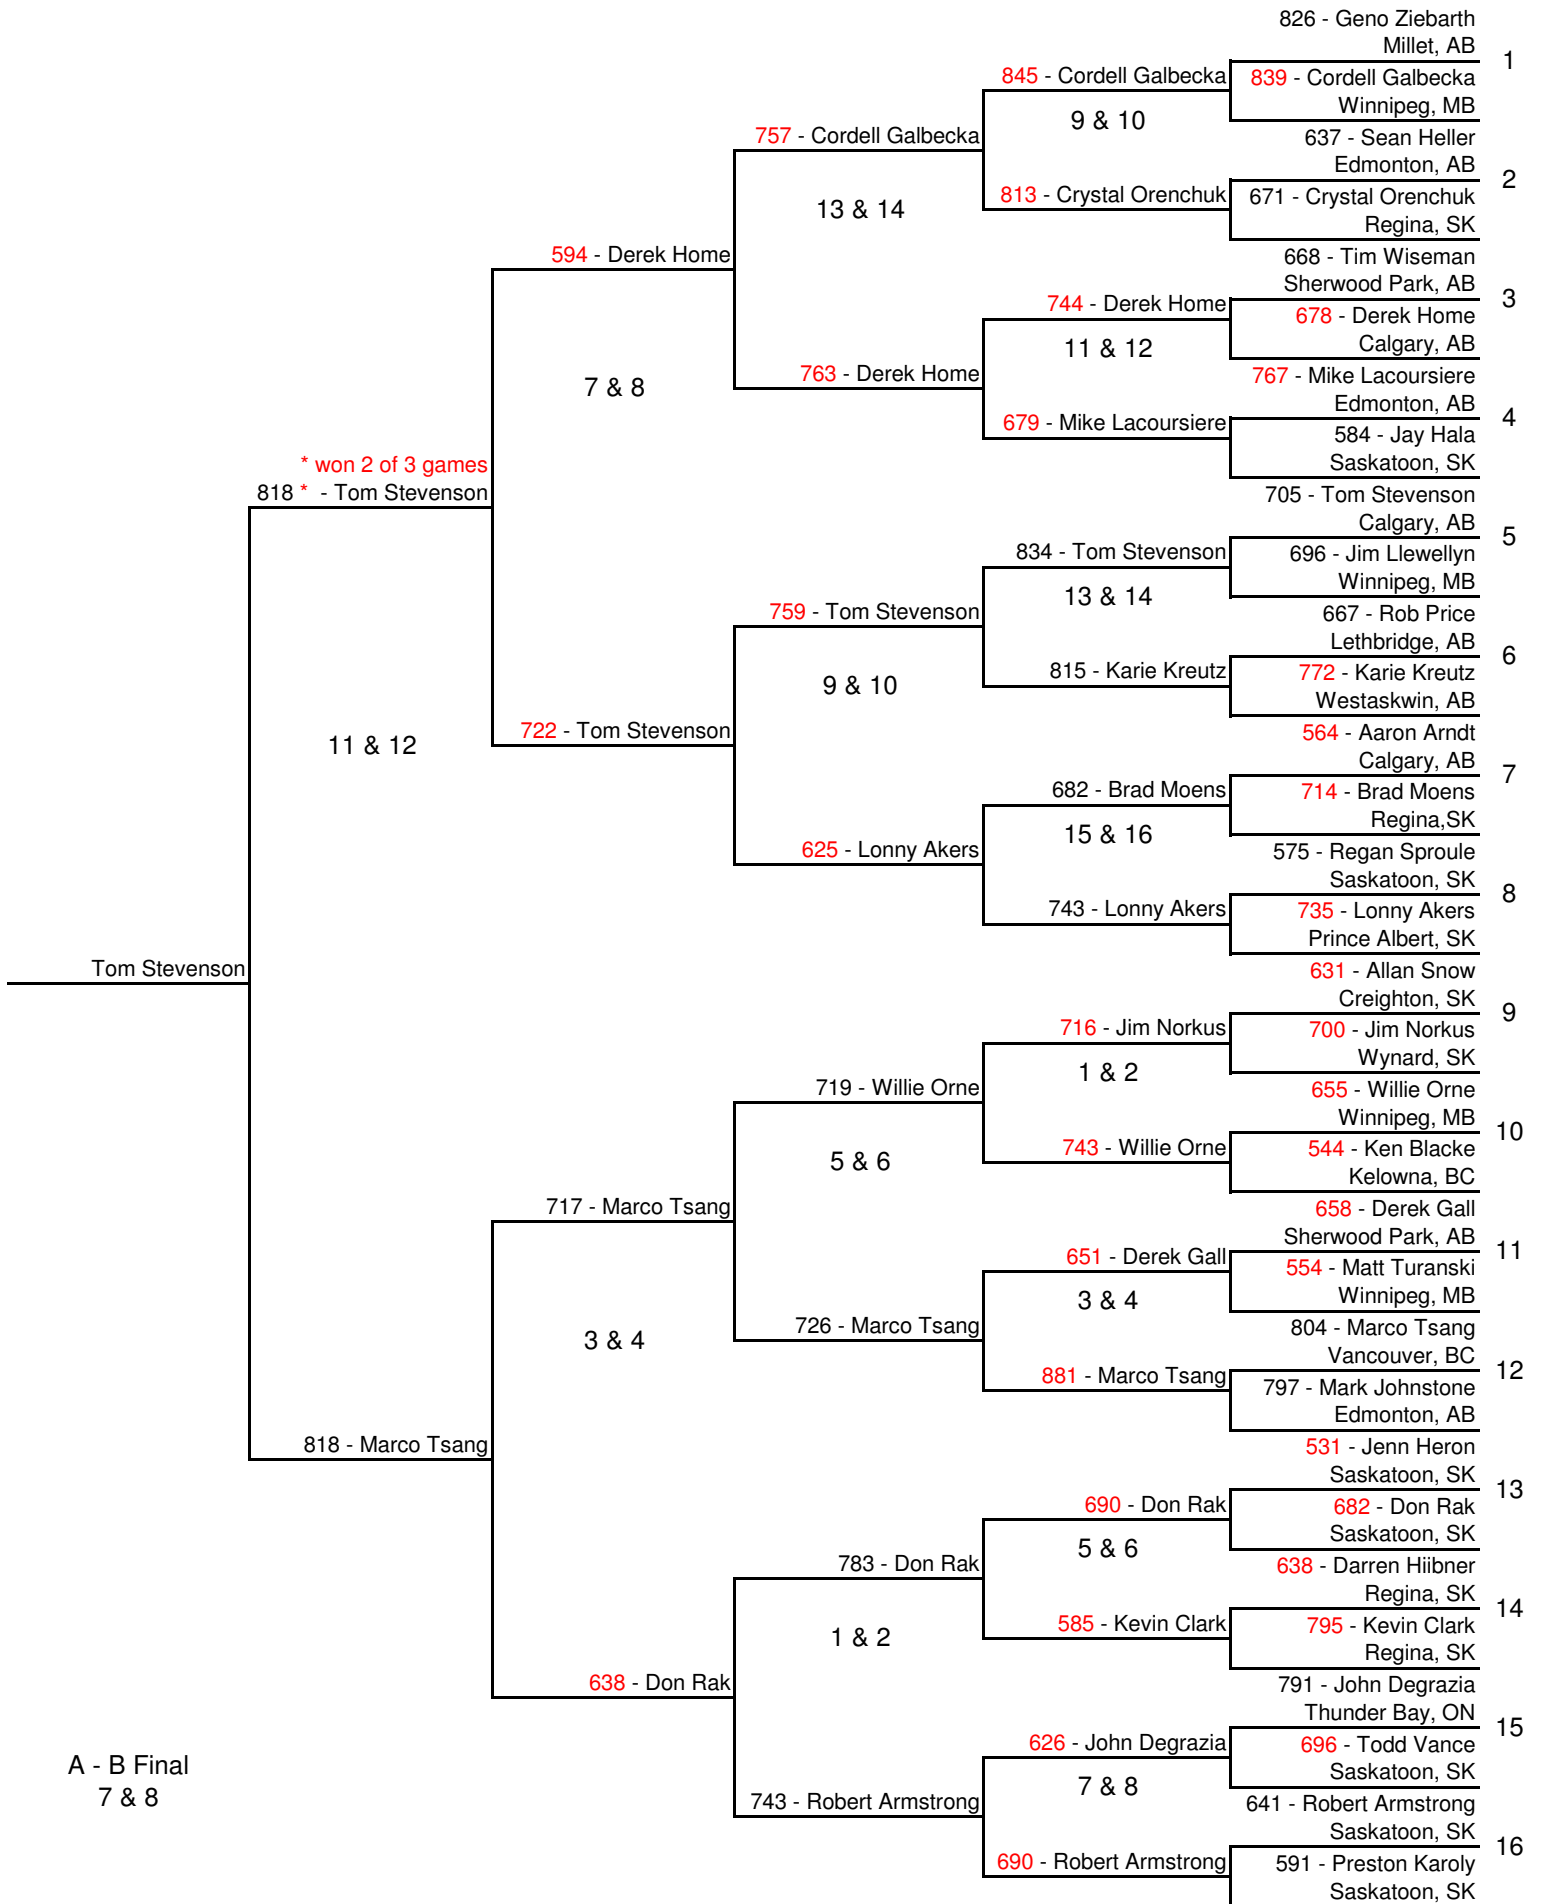 826 - Geno Ziebarth
Millet, AB
1
845 - Cordell Galbecka
839 - Cordell Galbecka
Winnipeg, MB
9 & 10
757 - Cordell Galbecka
637 - Sean Heller
Edmonton, AB
2
813 - Crystal Orenchuk
671 - Crystal Orenchuk
Regina, SK
13 & 14
594 - Derek Home
668 - Tim Wiseman
Sherwood Park, AB
3
744 - Derek Home
678 - Derek Home
Calgary, AB
11 & 12
763 - Derek Home
767 - Mike Lacoursiere
Edmonton, AB
7 & 8
4
679 - Mike Lacoursiere
584 - Jay Hala
Saskatoon, SK
* won 2 of 3 games
818 *  - Tom Stevenson
705 - Tom Stevenson
Calgary, AB
5
834 - Tom Stevenson
696 - Jim Llewellyn
Winnipeg, MB
13 & 14
759 - Tom Stevenson
667 - Rob Price
Lethbridge, AB
6
815 - Karie Kreutz
772 - Karie Kreutz
Westaskwin, AB
9 & 10
722 - Tom Stevenson
11 & 12
564 - Aaron Arndt
Calgary, AB
7
682 - Brad Moens
714 - Brad Moens
Regina,SK
15 & 16
625 - Lonny Akers
575 - Regan Sproule
Saskatoon, SK
8
743 - Lonny Akers
735 - Lonny Akers
Prince Albert, SK
Tom Stevenson
631 - Allan Snow
Creighton, SK
9
716 - Jim Norkus
700 - Jim Norkus
Wynard, SK
1 & 2
719 - Willie Orne
655 - Willie Orne
Winnipeg, MB
10
743 - Willie Orne
544 - Ken Blacke
Kelowna, BC
5 & 6
717 - Marco Tsang
658 - Derek Gall
Sherwood Park, AB
11
651 - Derek Gall
554 - Matt Turanski
Winnipeg, MB
3 & 4
726 - Marco Tsang
804 - Marco Tsang
Vancouver, BC
3 & 4
12
881 - Marco Tsang
797 - Mark Johnstone
Edmonton, AB
818 - Marco Tsang
531 - Jenn Heron
Saskatoon, SK
13
690 - Don Rak
682 - Don Rak
Saskatoon, SK
5 & 6
783 - Don Rak
638 - Darren Hiibner
Regina, SK
14
585 - Kevin Clark
795 - Kevin Clark
Regina, SK
1 & 2
638 - Don Rak
791 - John Degrazia
Thunder Bay, ON
15
626 - John Degrazia
696 - Todd Vance
Saskatoon, SK
7 & 8
743 - Robert Armstrong
641 - Robert Armstrong
Saskatoon, SK
16
690 - Robert Armstrong
591 - Preston Karoly
Saskatoon, SK
A - B Final
7 & 8